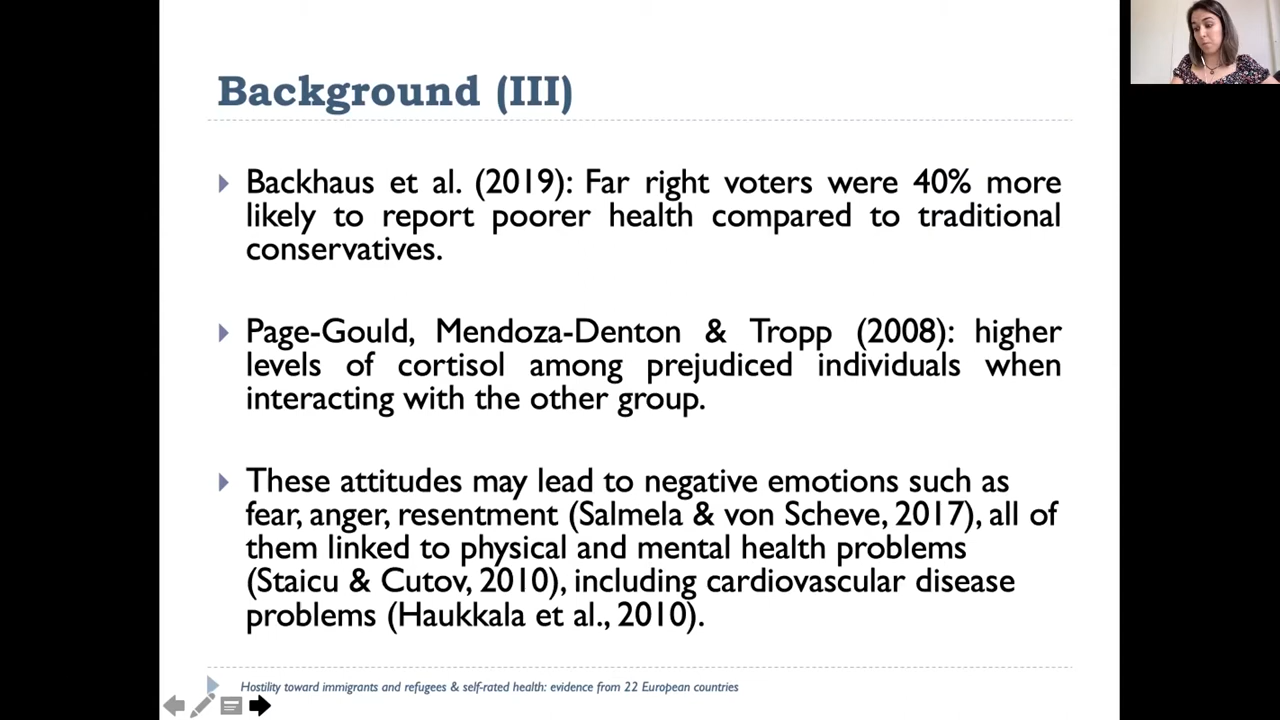 Background (III)
Backhaus et al. (2019): Far right voters were 40% more
likely to report poorer health compared to traditional
conservatives.
Page-Gould, Mendoza-Denton & Tropp (2008): higher
levels of cortisol among prejudiced individuals when
interacting with the other group.
These attitudes may lead to negative emotions such as
fear, anger, resentment (Salmela & von Scheve, 2017), all of
them linked to physical and mental health problems
(Staicu & Cutov, 2010), including cardiovascular disease
problems (Haukkala et al., 2010).
Hostility toward immigrants and refugees & self-rated health: evidence from 22 European countries